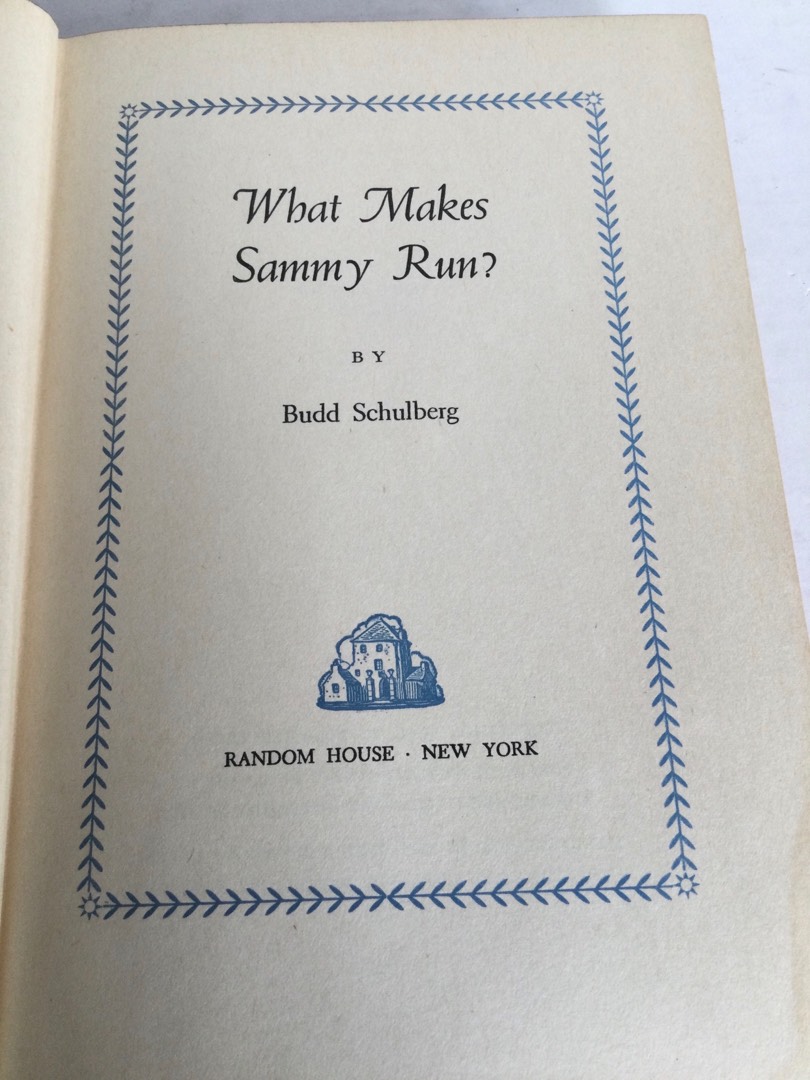 What Makes
Sammy Run?
BY
Budd Schulberg
RANDOM HOUSE · NEW YORK